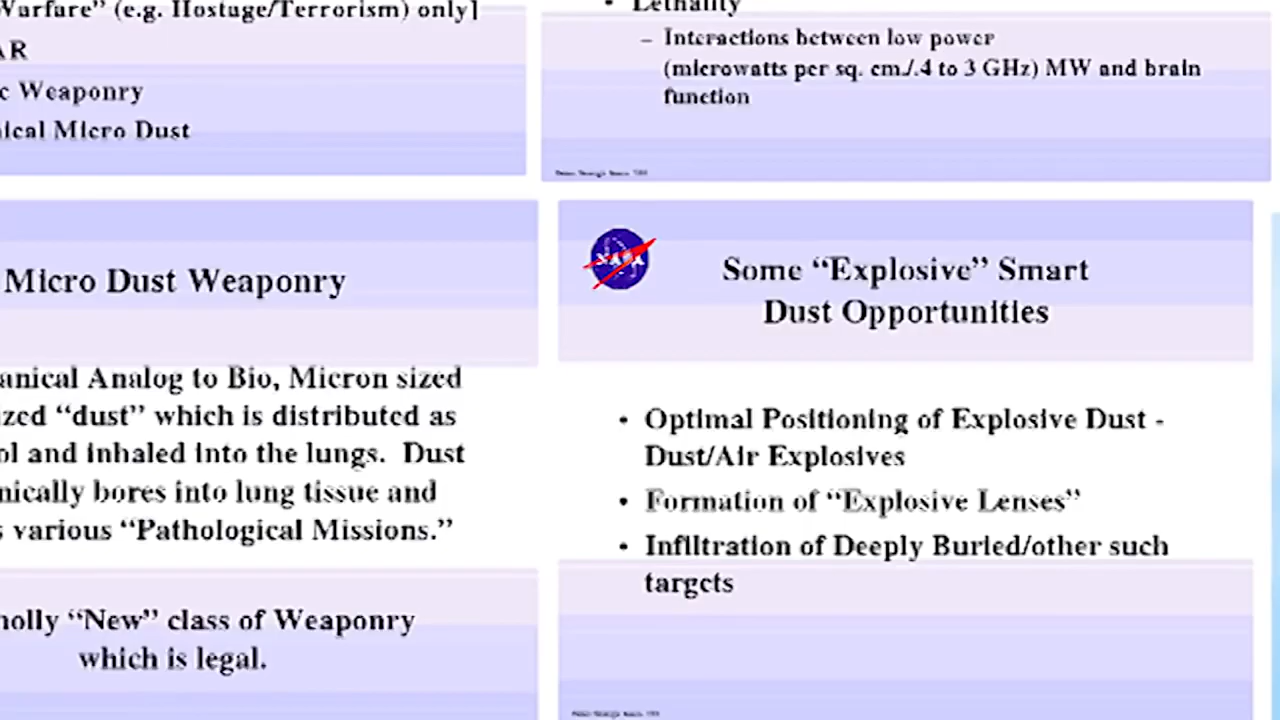 Warfare” (e.g. Hostage/Terrorism) only]
AR
c Weaponry
ical Micro Dust
• Lethality
– Interactions between low power
(microwatts per sq. cm./.4 to 3 GHz) MW and brain
function
Micro Dust Weaponry
anical Analog to Bio, Micron sized
ized “dust” which is distributed as
ol and inhaled into the lungs. Dust
nically bores into lung tissue and
s various “Pathological Missions.”
holly “New” class of Weaponry
which is legal.
NASA
Some “Explosive” Smart
Dust Opportunities
• Optimal Positioning of Explosive Dust -
Dust/Air Explosives
• Formation of “Explosive Lenses”
• Infiltration of Deeply Buried/other such
targets